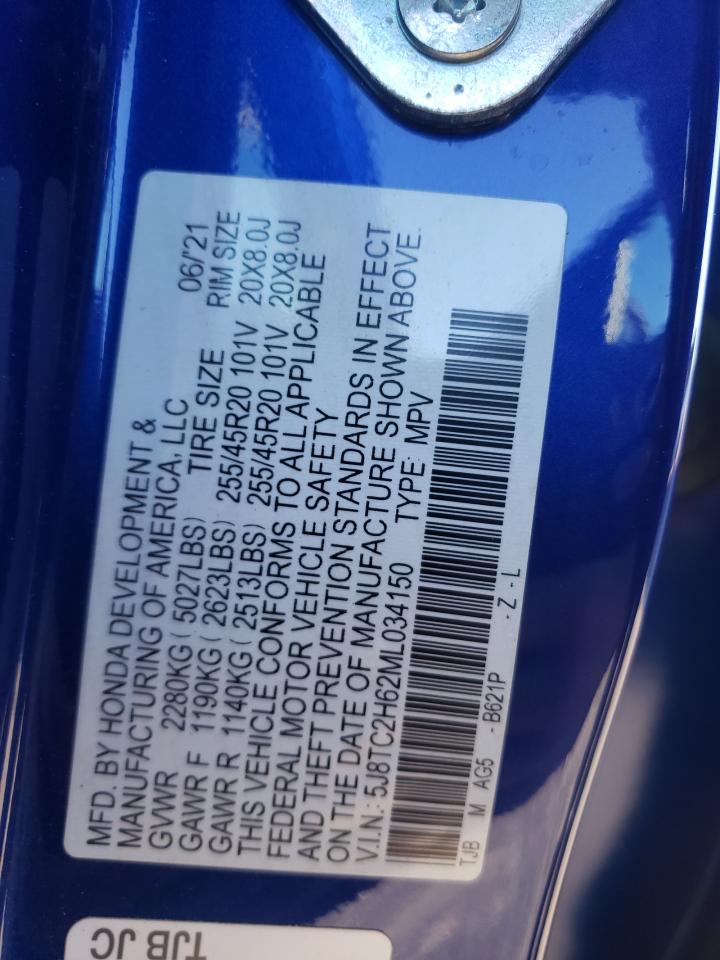 MFD. BY HONDA DEVELOPMENT &
MANUFACTURING OF AMERICA, LLC 06/'21
GVWR 2280KG ( 5027LBS) TIRE SIZE RIM SIZE
GAWR F 1190KG ( 2623LBS) 255/45R20 101V 20X8.0J
GAWR R 1140KG ( 2513LBS) 255/45R20 101V 20X8.0J
THIS VEHICLE CONFORMS TO ALL APPLICABLE
FEDERAL MOTOR VEHICLE SAFETY
AND THEFT PREVENTION STANDARDS IN EFFECT
ON THE DATE OF MANUFACTURE SHOWN ABOVE.
V.I.N.: 5J8TC2H62ML034150 TYPE: MPV
TJB M AG5 - B621P - Z - L
TJB JC